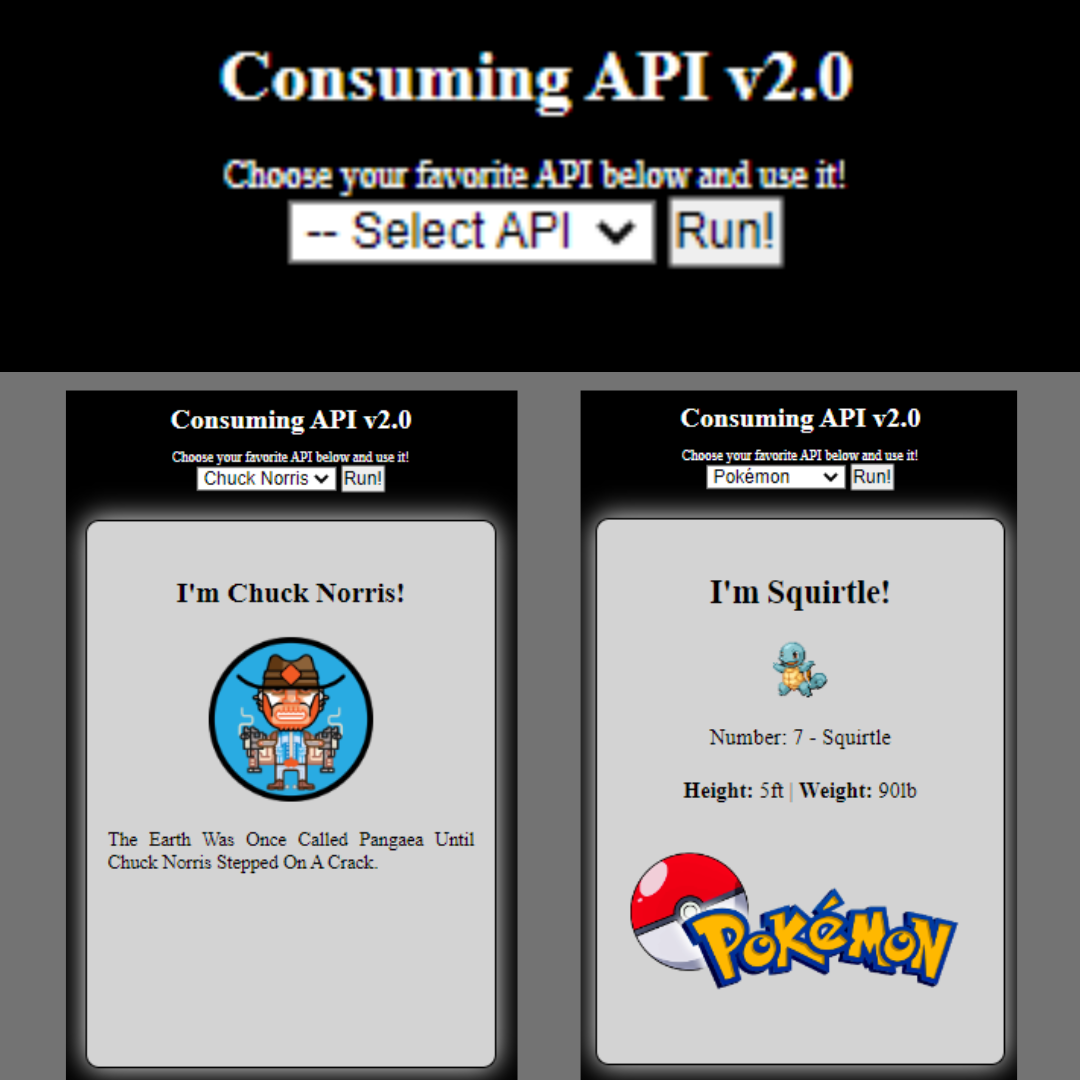 Consuming API v2.0
Choose your favorite API below and use it!
-- Select API
Run!
Consuming API v2.0
Choose your favorite API below and use it!
Chuck Norris
Run!
I'm Chuck Norris!
The Earth Was Once Called Pangaea Until
Chuck Norris Stepped On A Crack.
Consuming API v2.0
Choose your favorite API below and use it!
Pokémon
Run!
I'm Squirtle!
Number: 7 - Squirtle
Height: 5ft | Weight: 90lb
POKéMON